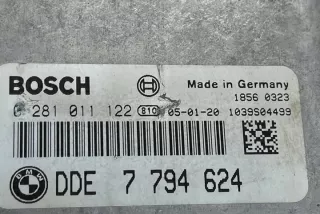 BOSCH
Made in Germany
1856 0323
0 281 011 122 810 05-01-20 1039S04499
BMW DDE 7 794 624